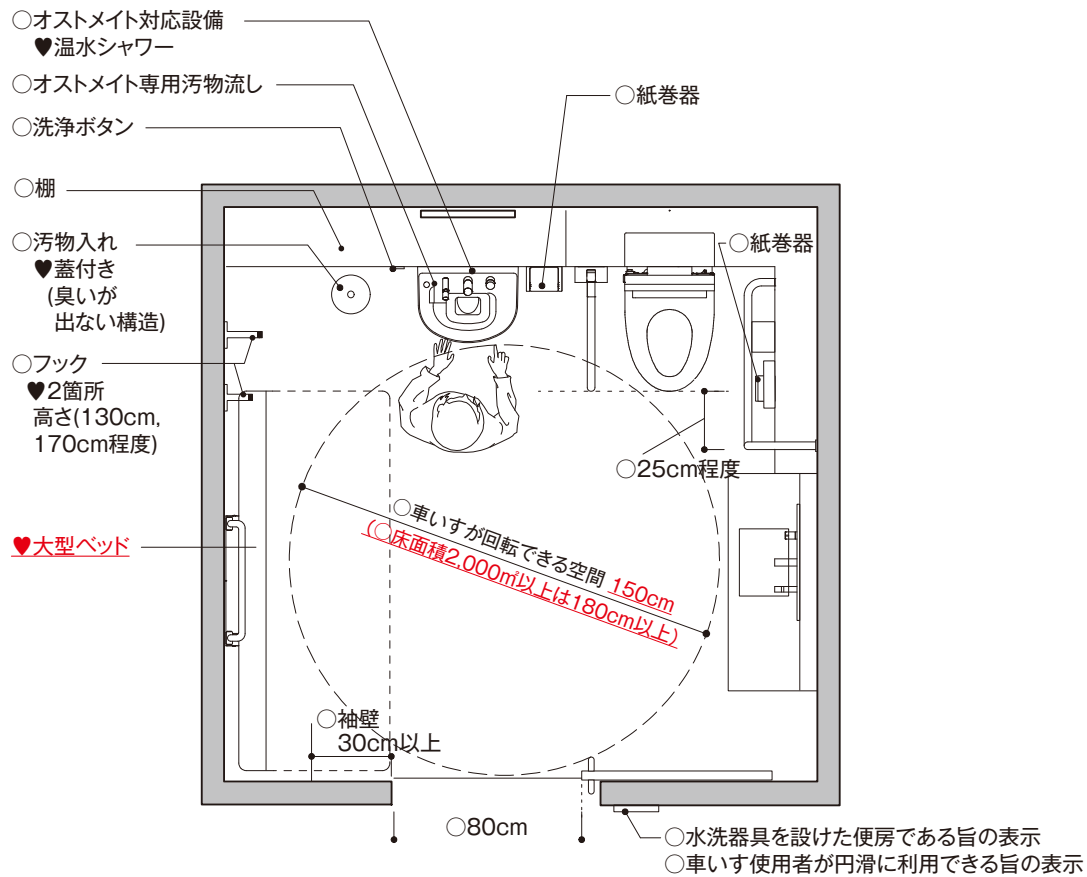 ○オストメイト対応設備
♥温水シャワー
○オストメイト専用汚物流し
○紙巻器
○洗浄ボタン
○棚
○汚物入れ
♥蓋付き
(臭いが
出ない構造)
○紙巻器
○フック
♥2箇所
高さ(130cm,
170cm程度)
○25cm程度
○車いすが回転できる空間 150cm
(○床面積2,000㎡以上は180cm以上)
♥大型ベッド
○袖壁
30cm以上
○80cm
○水洗器具を設けた便房である旨の表示
○車いす使用者が円滑に利用できる旨の表示